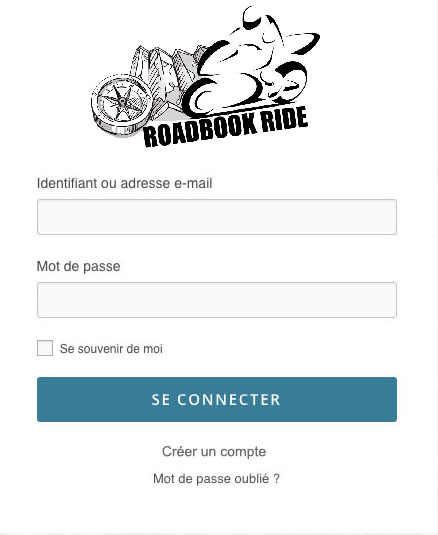 ROADBOOK RIDE
Identifiant ou adresse e-mail
Mot de passe
Se souvenir de moi
SE CONNECTER
Créer un compte
Mot de passe oublié ?